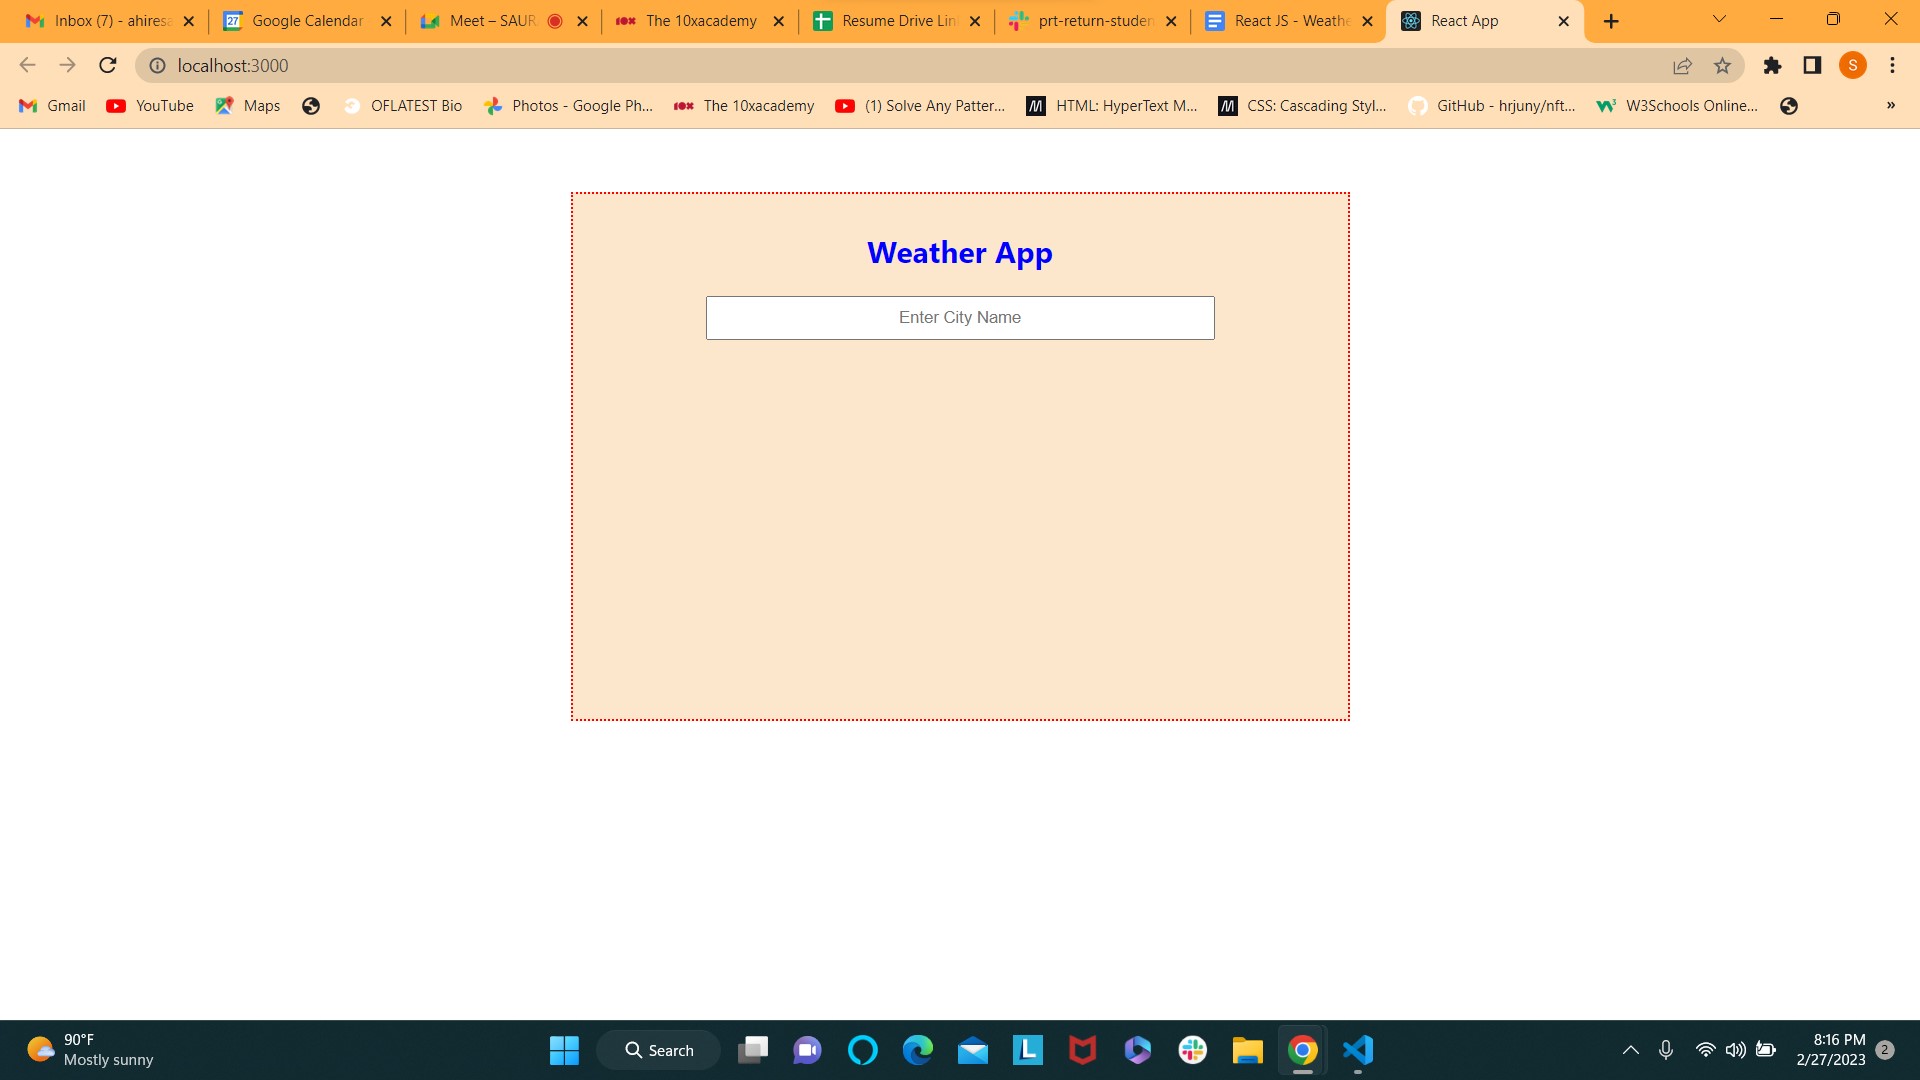 Inbox (7) - ahiresa
Google Calendar
Meet – SAUR
The 10xacademy
Resume Drive Lin
prt-return-studen
React JS - Weathe
React App
localhost:3000
S
Gmail
YouTube
Maps
OFLATEST Bio
Photos - Google Ph...
10x The 10xacademy
(1) Solve Any Patter...
HTML: HyperText M...
CSS: Cascading Styl...
GitHub - hrjuny/nft...
W3Schools Online...
»
Weather App
Enter City Name
90°F
Mostly sunny
Search
8:16 PM
2/27/2023
2